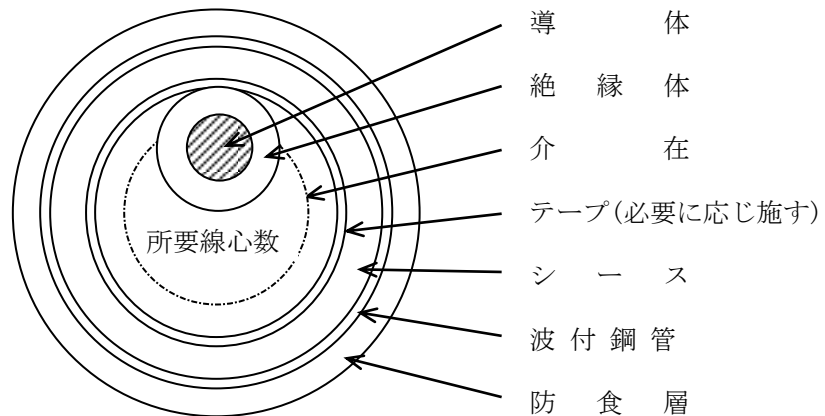 導体
絶縁体
介在
テープ(必要に応じ施す)
所要線心数
シース
波付鋼管
防食層